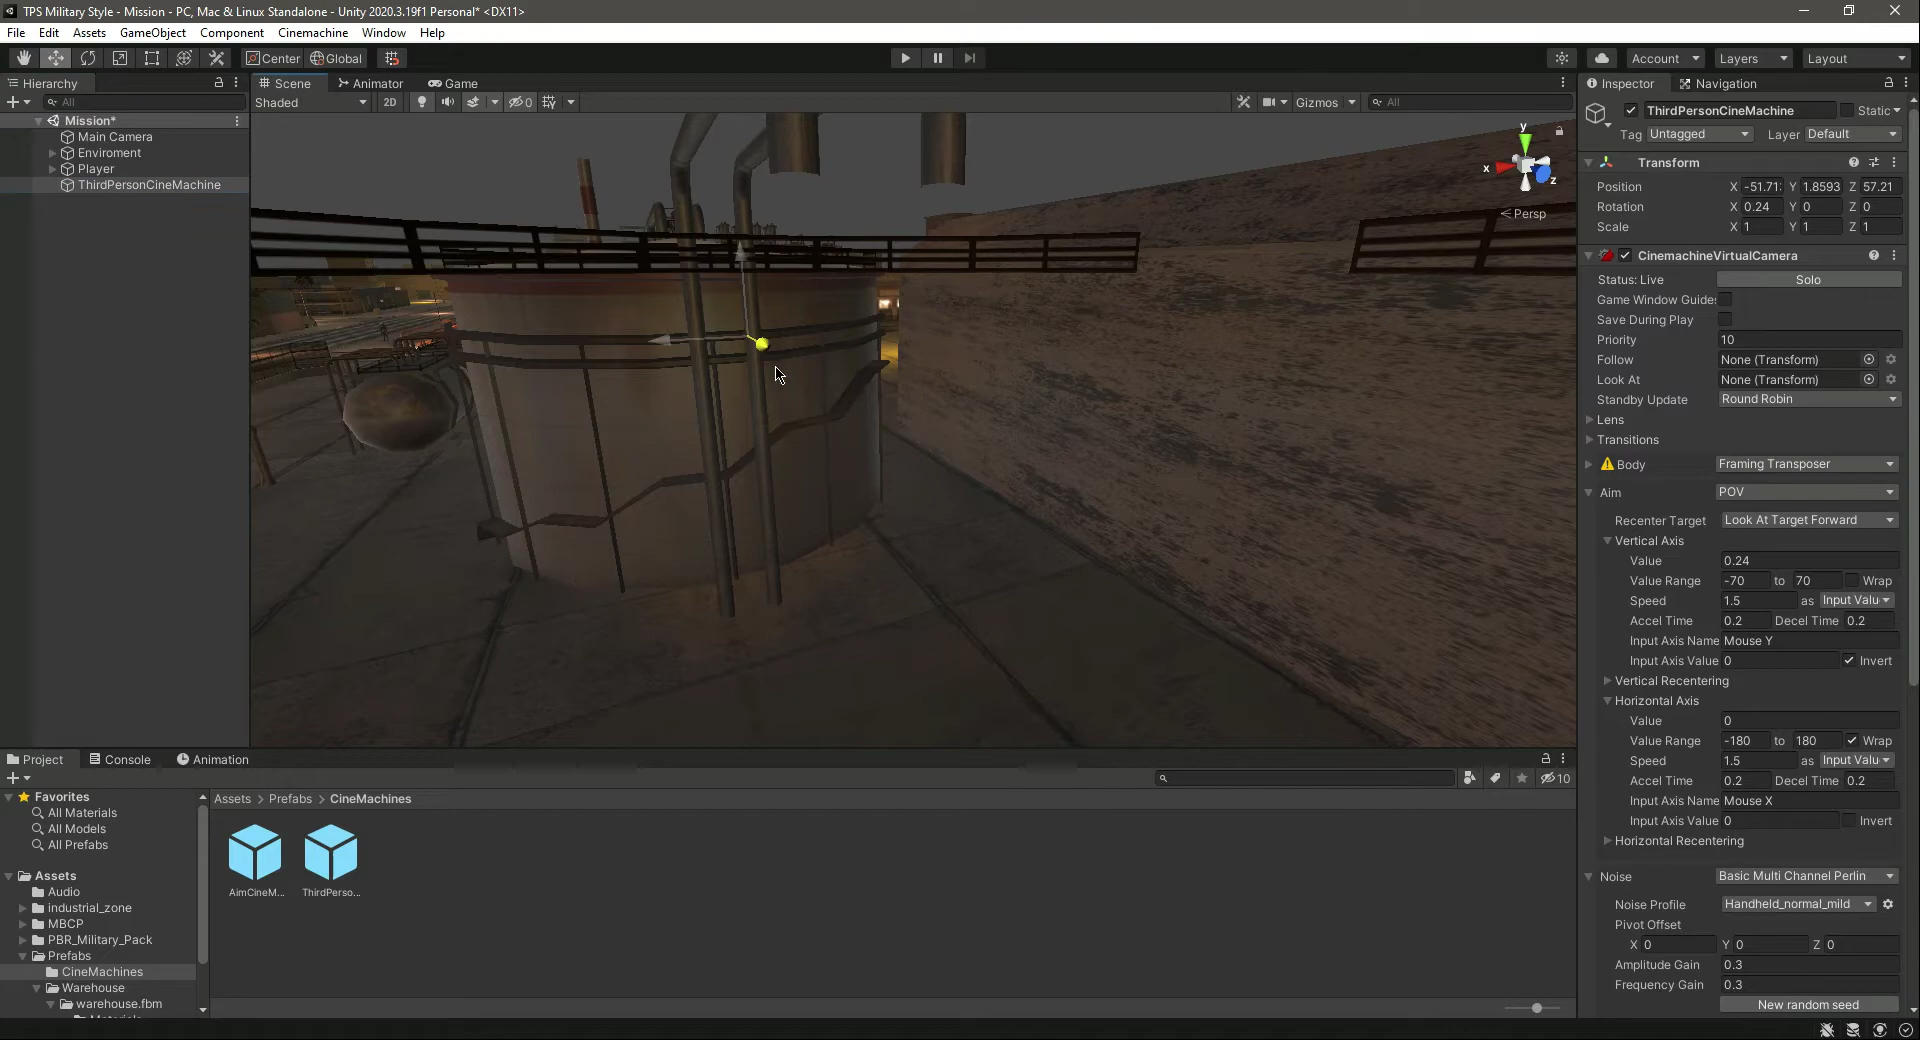 TPS Military Style - Mission - PC, Mac & Linux Standalone - Unity 2020.3.19f1 Personal* <DX11>
File Edit Assets GameObject Component Cinemachine Window Help
Center Global Account Layers Layout
Hierarchy
All
Mission*
Main Camera
Enviroment
Player
ThirdPersonCineMachine
Scene Animator Game
Shaded 2D 0 Gizmos All
y
x
z
Persp
Inspector Navigation
ThirdPersonCineMachine Static
Tag Untagged Layer Default
Transform
Position X -51.71 Y 1.8593 Z 57.21
Rotation X 0.24 Y 0 Z 0
Scale X 1 Y 1 Z 1
CinemachineVirtualCamera
Status: Live Solo
Game Window Guide
Save During Play
Priority 10
Follow None (Transform)
Look At None (Transform)
Standby Update Round Robin
Lens
Transitions
Body Framing Transposer
Aim POV
Recenter Target Look At Target Forward
Vertical Axis
Value 0.24
Value Range -70 to 70 Wrap
Speed 1.5 as Input Valu
Accel Time 0.2 Decel Time 0.2
Input Axis Name Mouse Y
Input Axis Value 0 Invert
Vertical Recentering
Horizontal Axis
Value 0
Value Range -180 to 180 Wrap
Speed 1.5 as Input Valu
Accel Time 0.2 Decel Time 0.2
Input Axis Name Mouse X
Input Axis Value 0 Invert
Horizontal Recentering
Noise Basic Multi Channel Perlin
Noise Profile Handheld_normal_mild
Pivot Offset
X 0 Y 0 Z 0
Amplitude Gain 0.3
Frequency Gain 0.3
New random seed
Project Console Animation
10
Favorites
All Materials
All Models
All Prefabs
Assets
Audio
industrial_zone
MBCP
PBR_Military_Pack
Prefabs
CineMachines
Warehouse
warehouse.fbm
Assets > Prefabs > CineMachines
AimCineM... ThirdPerso...